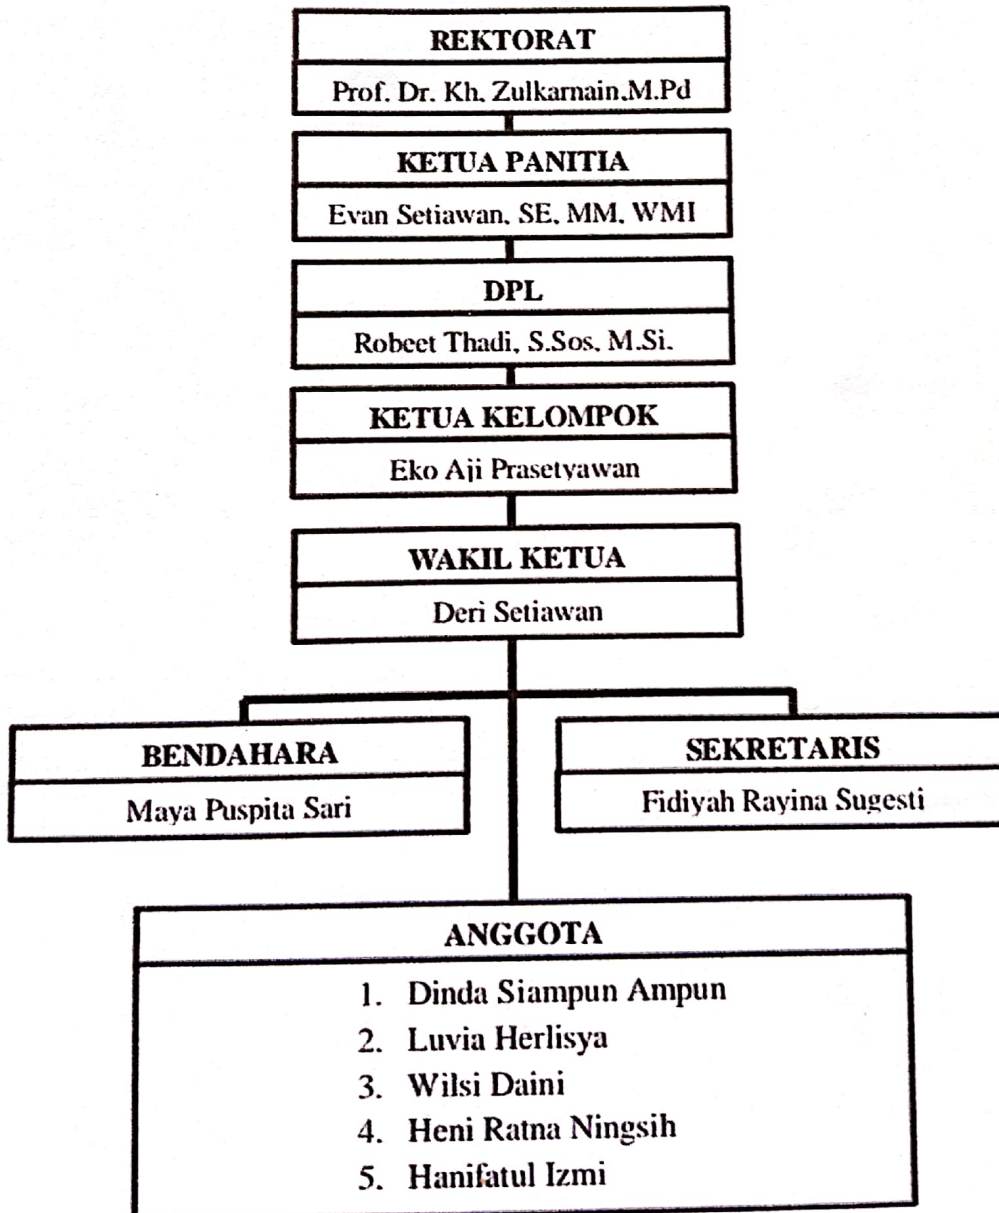 REKTORAT
Prof. Dr. Kh. Zulkarnain.M.Pd
KETUA PANITIA
Evan Setiawan, SE, MM, WMI
DPL
Robeet Thadi, S.Sos, M.Si.
KETUA KELOMPOK
Eko Aji Prasetyawan
WAKIL KETUA
Deri Setiawan
BENDAHARA
Maya Puspita Sari
SEKRETARIS
Fidiyah Rayina Sugesti
ANGGOTA
1. Dinda Siampun Ampun
2. Luvia Herlisya
3. Wilsi Daini
4. Heni Ratna Ningsih
5. Hanifatul Izmi